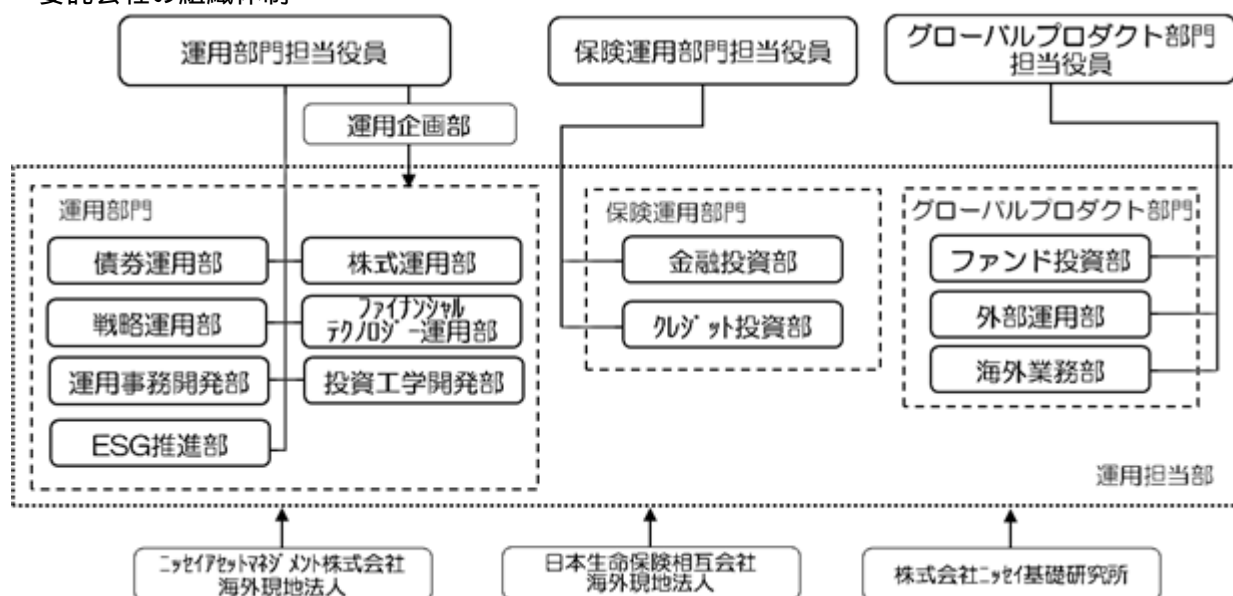 委託会社の組織体制
運用部門担当役員
保険運用部門担当役員
グローバルプロダクト部門
担当役員
運用企画部
運用部門
債券運用部
株式運用部
戦略運用部
ファイナンシャル
テクノロジー運用部
運用事務開発部
投資工学開発部
ESG推進部
保険運用部門
金融投資部
クレジット投資部
グローバルプロダクト部門
ファンド投資部
外部運用部
海外業務部
運用担当部
ニッセイアセットマネジメント株式会社
海外現地法人
日本生命保険相互会社
海外現地法人
株式会社ニッセイ基礎研究所